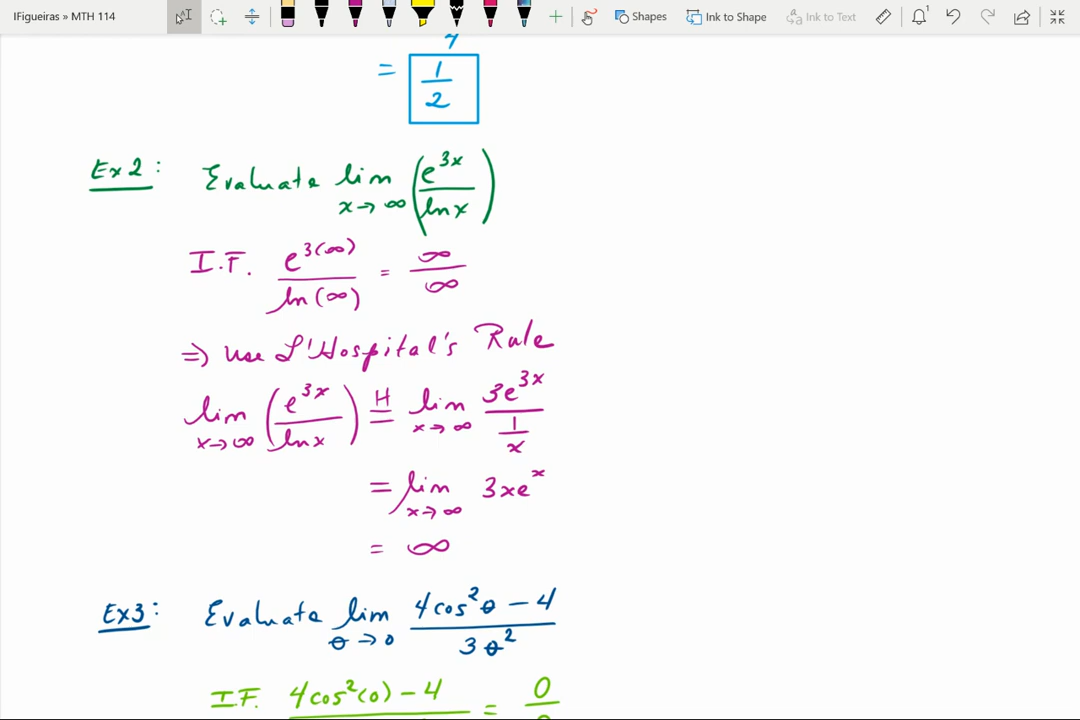 IFigueiras » MTH 114
Shapes
Ink to Shape
Ink to Text
= 1/2
Ex 2: Evaluate lim x→∞ (e^3x / ln x)
I.F. e^3(∞) / ln(∞) = ∞/∞
⇒ use L'Hospital's Rule
lim x→∞ (e^3x / ln x) =^H lim x→∞ 3e^3x / (1/x)
= lim x→∞ 3xe^x
= ∞
Ex3: Evaluate lim θ→0 (4cos²θ − 4) / 3θ²
I.F. 4cos²(0) − 4 = 0